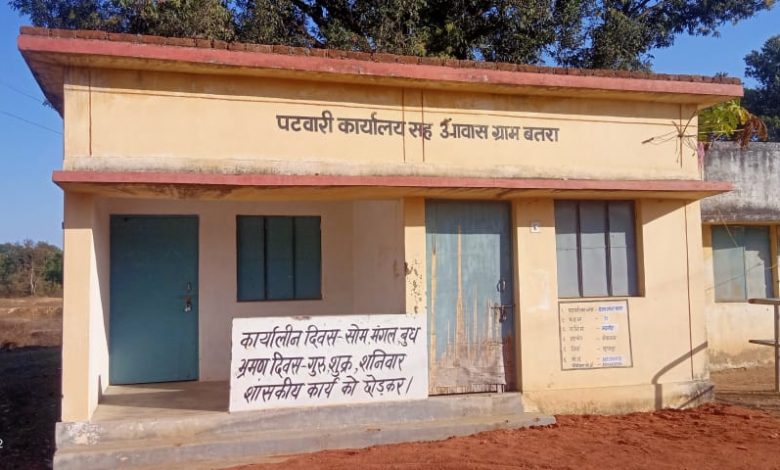 पटवारी कार्यालय सह आवास ग्राम बतरा
कार्यालीन दिवस-सोम,मंगल,बुध
भ्रमण दिवस-गुरु,शुक्र,शनिवार
शासकीय कार्य को छोड़कर।